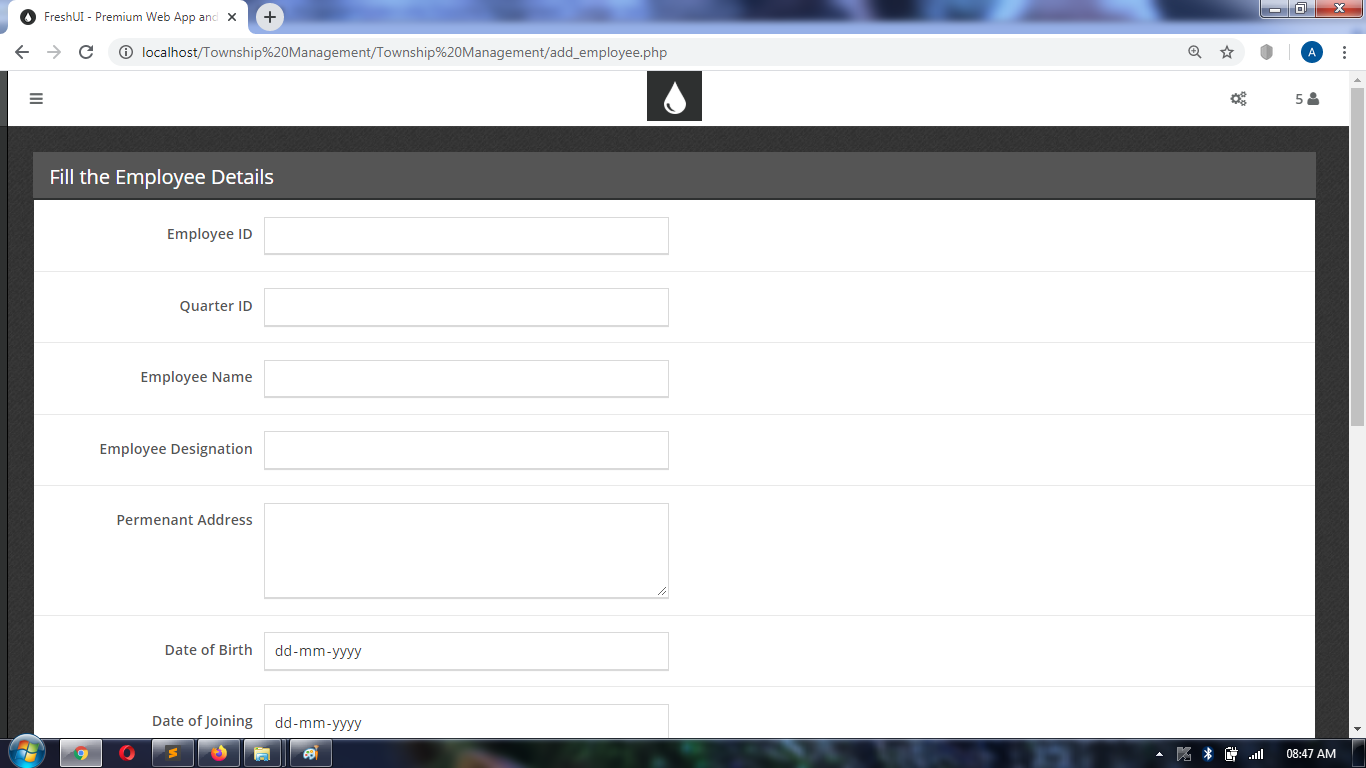 FreshUI - Premium Web App and
localhost/Township%20Management/Township%20Management/add_employee.php
A
5
Fill the Employee Details
Employee ID
Quarter ID
Employee Name
Employee Designation
Permenant Address
Date of Birth
dd-mm-yyyy
Date of Joining
dd-mm-yyyy
08:47 AM